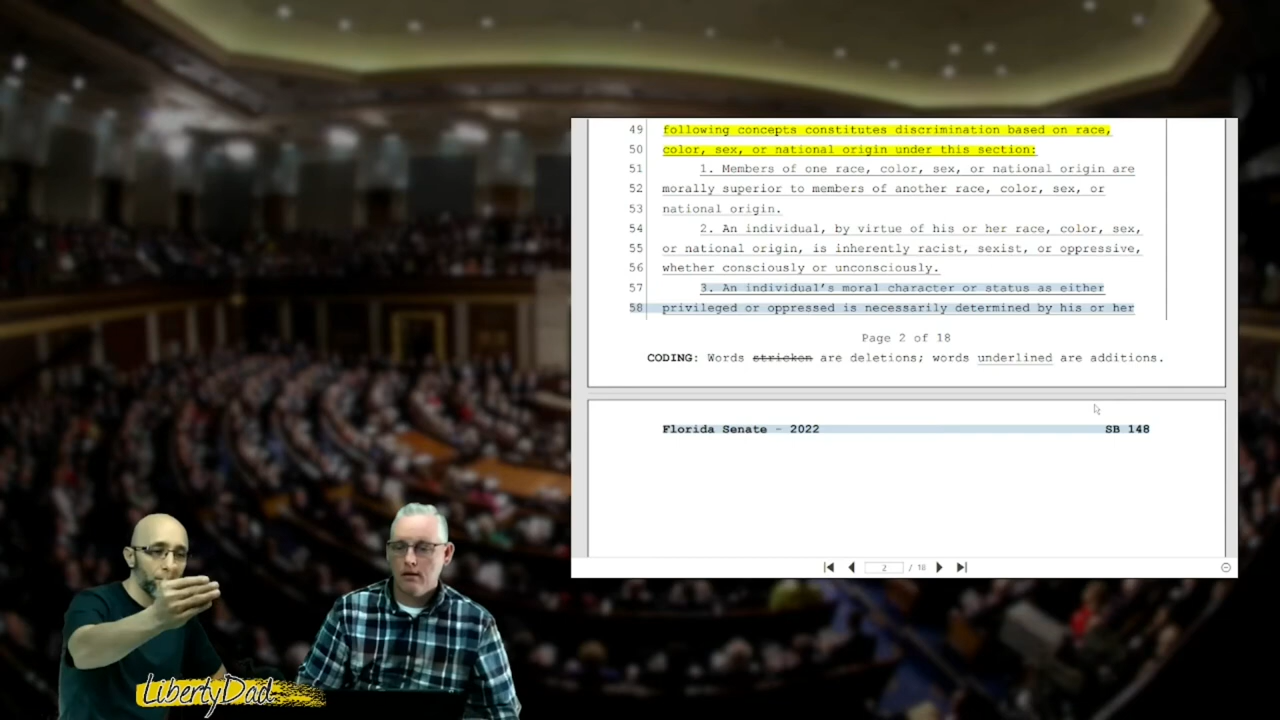 49 following concepts constitutes discrimination based on race,
50 color, sex, or national origin under this section:
51 1. Members of one race, color, sex, or national origin are
52 morally superior to members of another race, color, sex, or
53 national origin.
54 2. An individual, by virtue of his or her race, color, sex,
55 or national origin, is inherently racist, sexist, or oppressive,
56 whether consciously or unconsciously.
57 3. An individual's moral character or status as either
58 privileged or oppressed is necessarily determined by his or her
Page 2 of 18
CODING: Words stricken are deletions; words underlined are additions.
Florida Senate - 2022 SB 148
2 / 18
LibertyDad